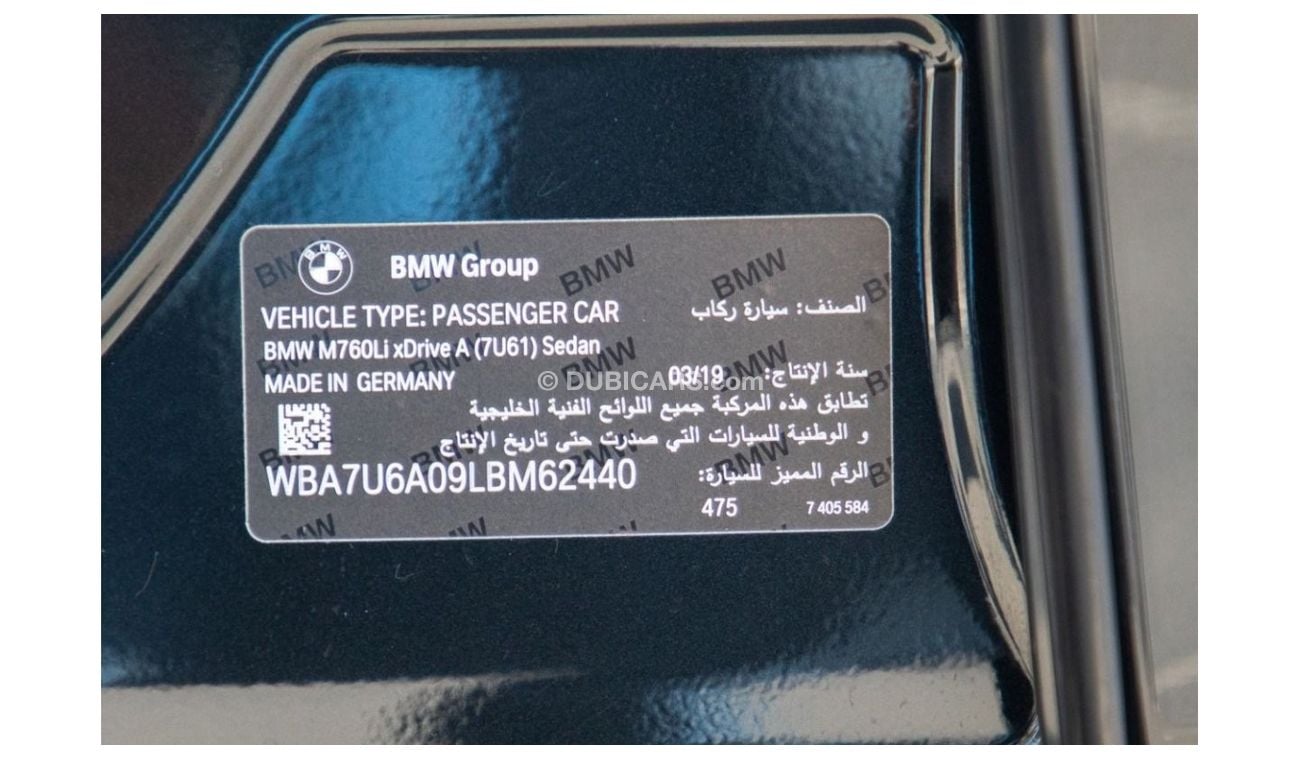 BMW Group
VEHICLE TYPE: PASSENGER CAR الصنف: سيارة ركاب
BMW M760Li xDrive A (7U61) Sedan
MADE IN GERMANY سنة الإنتاج: 03/19
© DUBICARS.com
تطابق هذه المركبة جميع اللوائح الفنية الخليجية
و الوطنية للسيارات التي صدرت حتى تاريخ الإنتاج
WBA7U6A09LBM62440 الرقم المميز للسيارة:
475 7 405 584